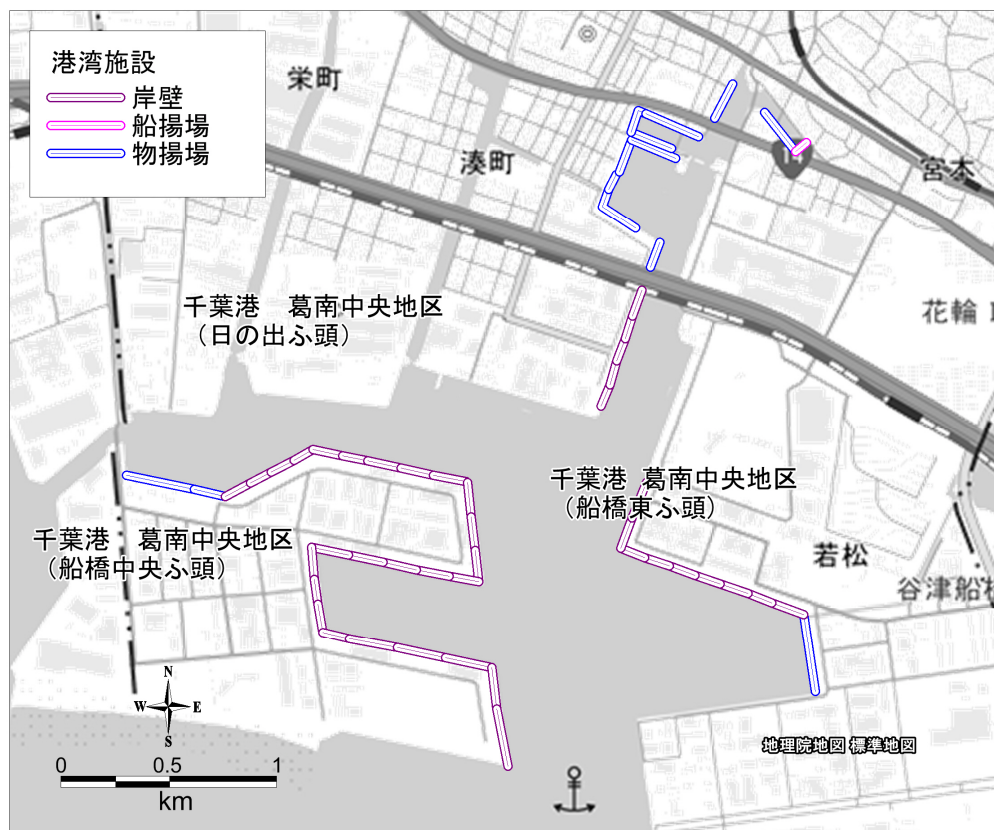 港湾施設
岸壁
船揚場
物揚場
栄町
湊町
14
宮本
花輪
千葉港 葛南中央地区
(日の出ふ頭)
千葉港 葛南中央地区
(船橋東ふ頭)
千葉港 葛南中央地区
(船橋中央ふ頭)
若松
谷津船
N
W E
S
地理院地図 標準地図
0 0.5 1
km